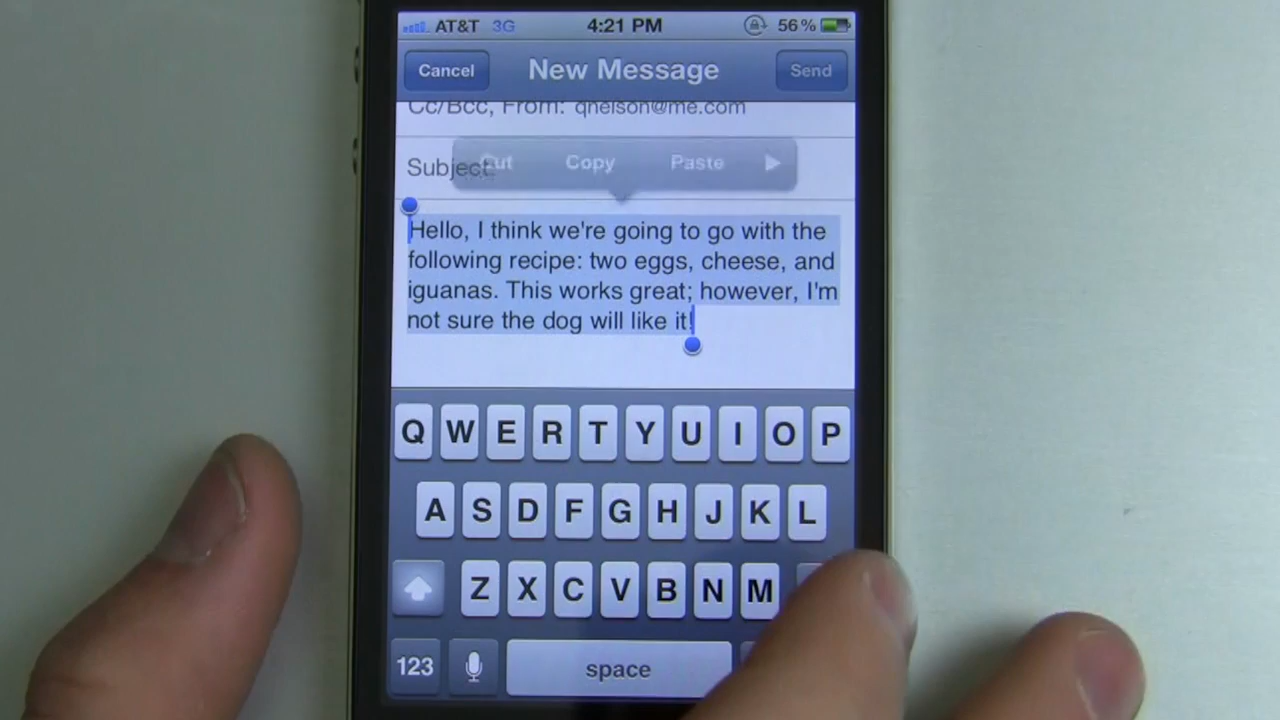 AT&T 3G 4:21 PM 56%
Cancel New Message Send
Cc/Bcc, From: qnelson@me.com
Subject: Cut Copy Paste
Hello, I think we're going to go with the
following recipe: two eggs, cheese, and
iguanas. This works great; however, I'm
not sure the dog will like it!
Q W E R T Y U I O P
A S D F G H J K L
Z X C V B N M
123 space